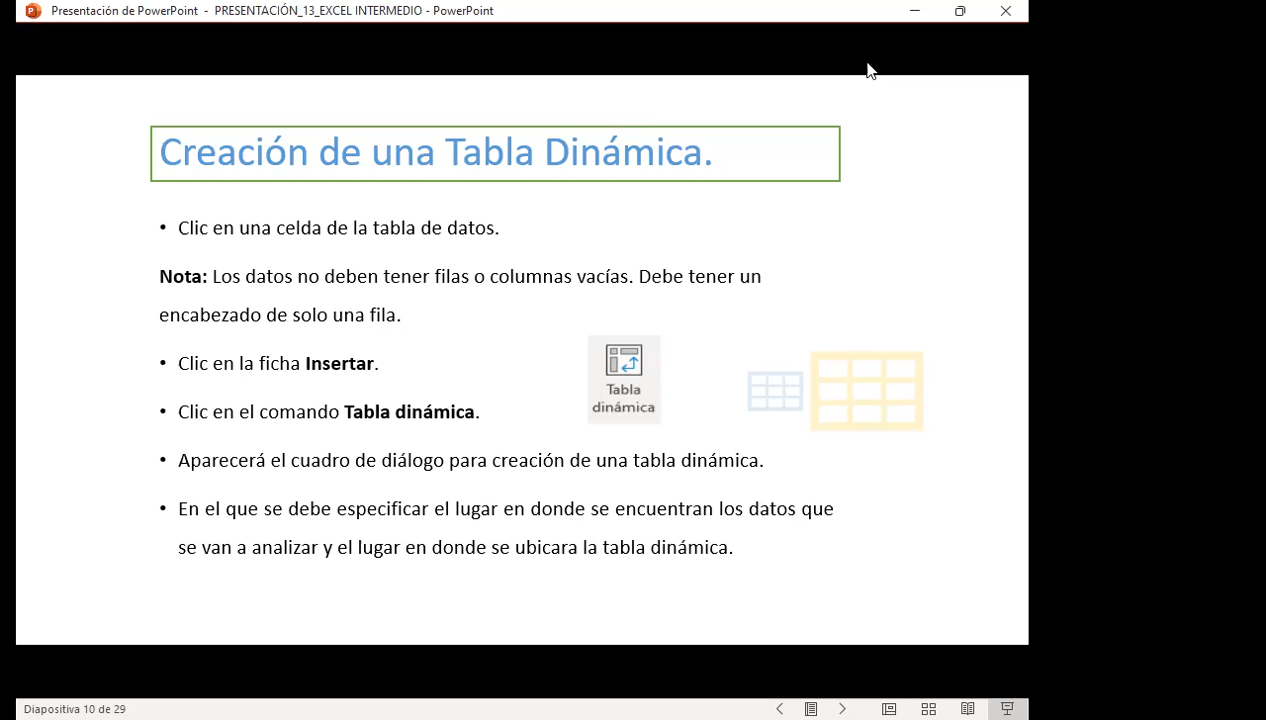 Presentación de PowerPoint - PRESENTACIÓN_13_EXCEL INTERMEDIO - PowerPoint
Creación de una Tabla Dinámica.
• Clic en una celda de la tabla de datos.
Nota: Los datos no deben tener filas o columnas vacías. Debe tener un
encabezado de solo una fila.
• Clic en la ficha Insertar.
• Clic en el comando Tabla dinámica.
Tabla
dinámica
• Aparecerá el cuadro de diálogo para creación de una tabla dinámica.
• En el que se debe especificar el lugar en donde se encuentran los datos que
se van a analizar y el lugar en donde se ubicara la tabla dinámica.
Diapositiva 10 de 29